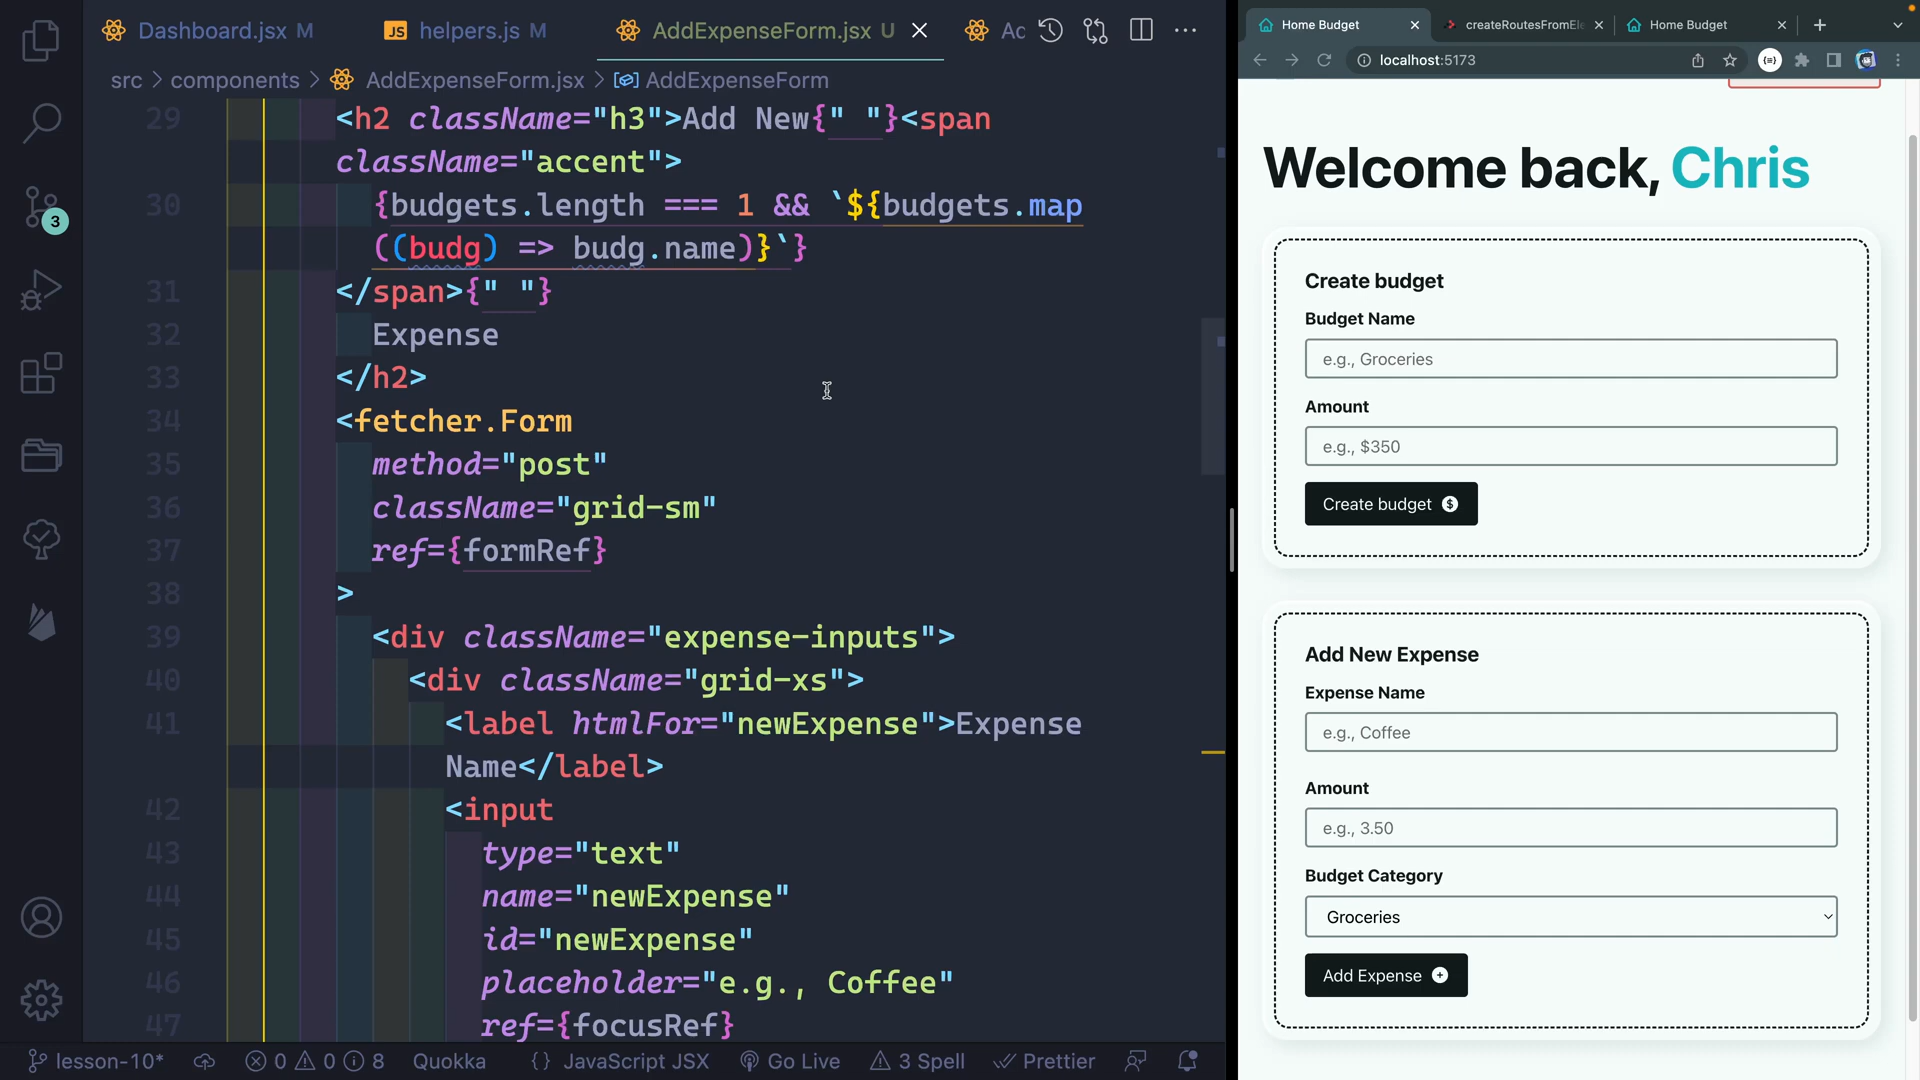 Dashboard.jsx M
JS helpers.js M
AddExpenseForm.jsx U
Ac
src > components > AddExpenseForm.jsx > AddExpenseForm
29 <h2 className="h3">Add New{" "}<span
className="accent">
30 {budgets.length === 1 && `${budgets.map
((budg) => budg.name)}`}
31 </span>{" "}
32 Expense
33 </h2>
34 <fetcher.Form
35 method="post"
36 className="grid-sm"
37 ref={formRef}
38 >
39 <div className="expense-inputs">
40 <div className="grid-xs">
41 <label htmlFor="newExpense">Expense
Name</label>
42 <input
43 type="text"
44 name="newExpense"
45 id="newExpense"
46 placeholder="e.g., Coffee"
47 ref={focusRef}
3
lesson-10* 0 0 8 Quokka {} JavaScript JSX Go Live 3 Spell Prettier
Home Budget
createRoutesFromEle
Home Budget
localhost:5173
Welcome back, Chris
Create budget
Budget Name
e.g., Groceries
Amount
e.g., $350
Create budget $
Add New Expense
Expense Name
e.g., Coffee
Amount
e.g., 3.50
Budget Category
Groceries
Add Expense